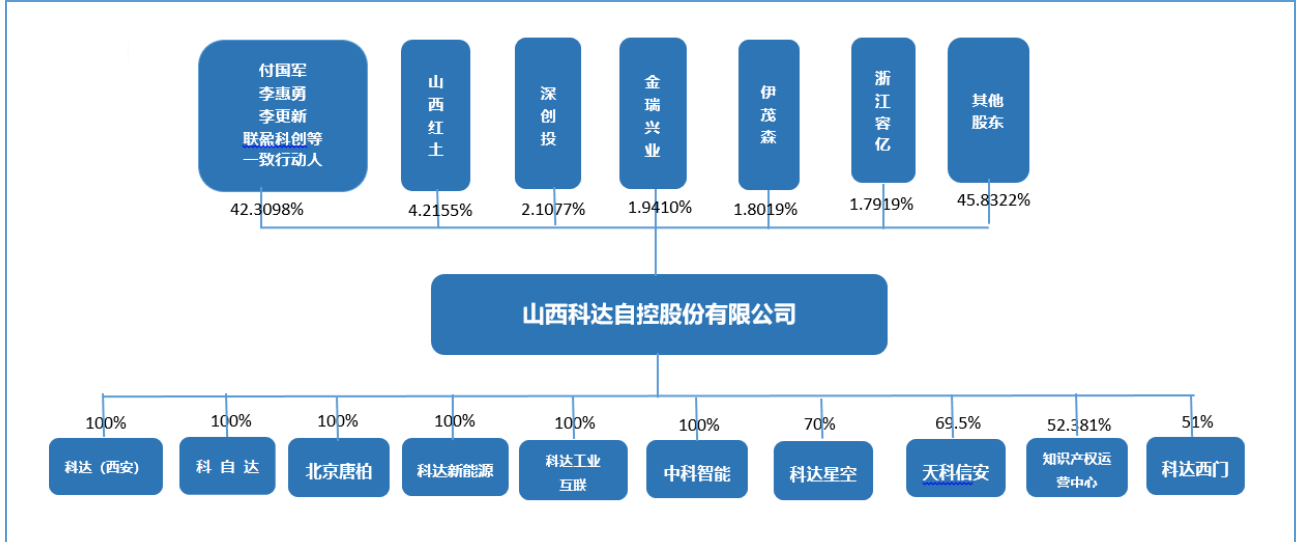 付国军
李惠勇
李更新
联盈科创等
一致行动人
山西红土
深创投
金瑞兴业
伊茂森
浙江容亿
其他
股东
42.3098%
4.2155%
2.1077%
1.9410%
1.8019%
1.7919%
45.8322%
山西科达自控股份有限公司
100%
100%
100%
100%
100%
100%
70%
69.5%
52.381%
51%
科达（西安）
科 自 达
北京唐柏
科达新能源
科达工业
互联
中科智能
科达星空
天科信安
知识产权运
营中心
科达西门